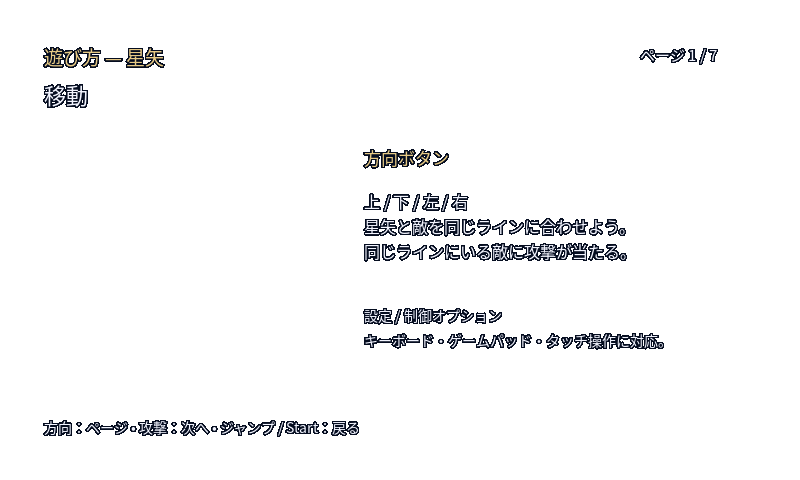 遊び方 — 星矢
ページ 1 / 7
移動
方向ボタン
上 / 下 / 左 / 右
星矢と敵を同じラインに合わせよう。
同じラインにいる敵に攻撃が当たる。
設定 / 制御オプション
キーボード・ゲームパッド・タッチ操作に対応。
方向：ページ・攻撃：次へ・ジャンプ / Start：戻る